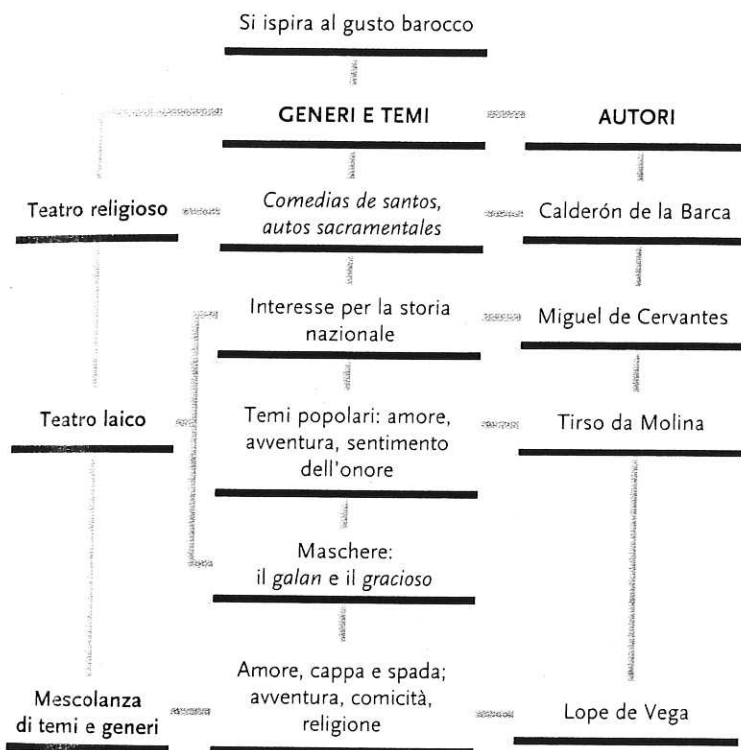 Si ispira al gusto barocco
GENERI E TEMI
AUTORI
Teatro religioso
Comedias de santos,
autos sacramentales
Calderón de la Barca
Interesse per la storia
nazionale
Miguel de Cervantes
Teatro laico
Temi popolari: amore,
avventura, sentimento
dell'onore
Tirso da Molina
Maschere:
il galan e il gracioso
Mescolanza
di temi e generi
Amore, cappa e spada;
avventura, comicità,
religione
Lope de Vega